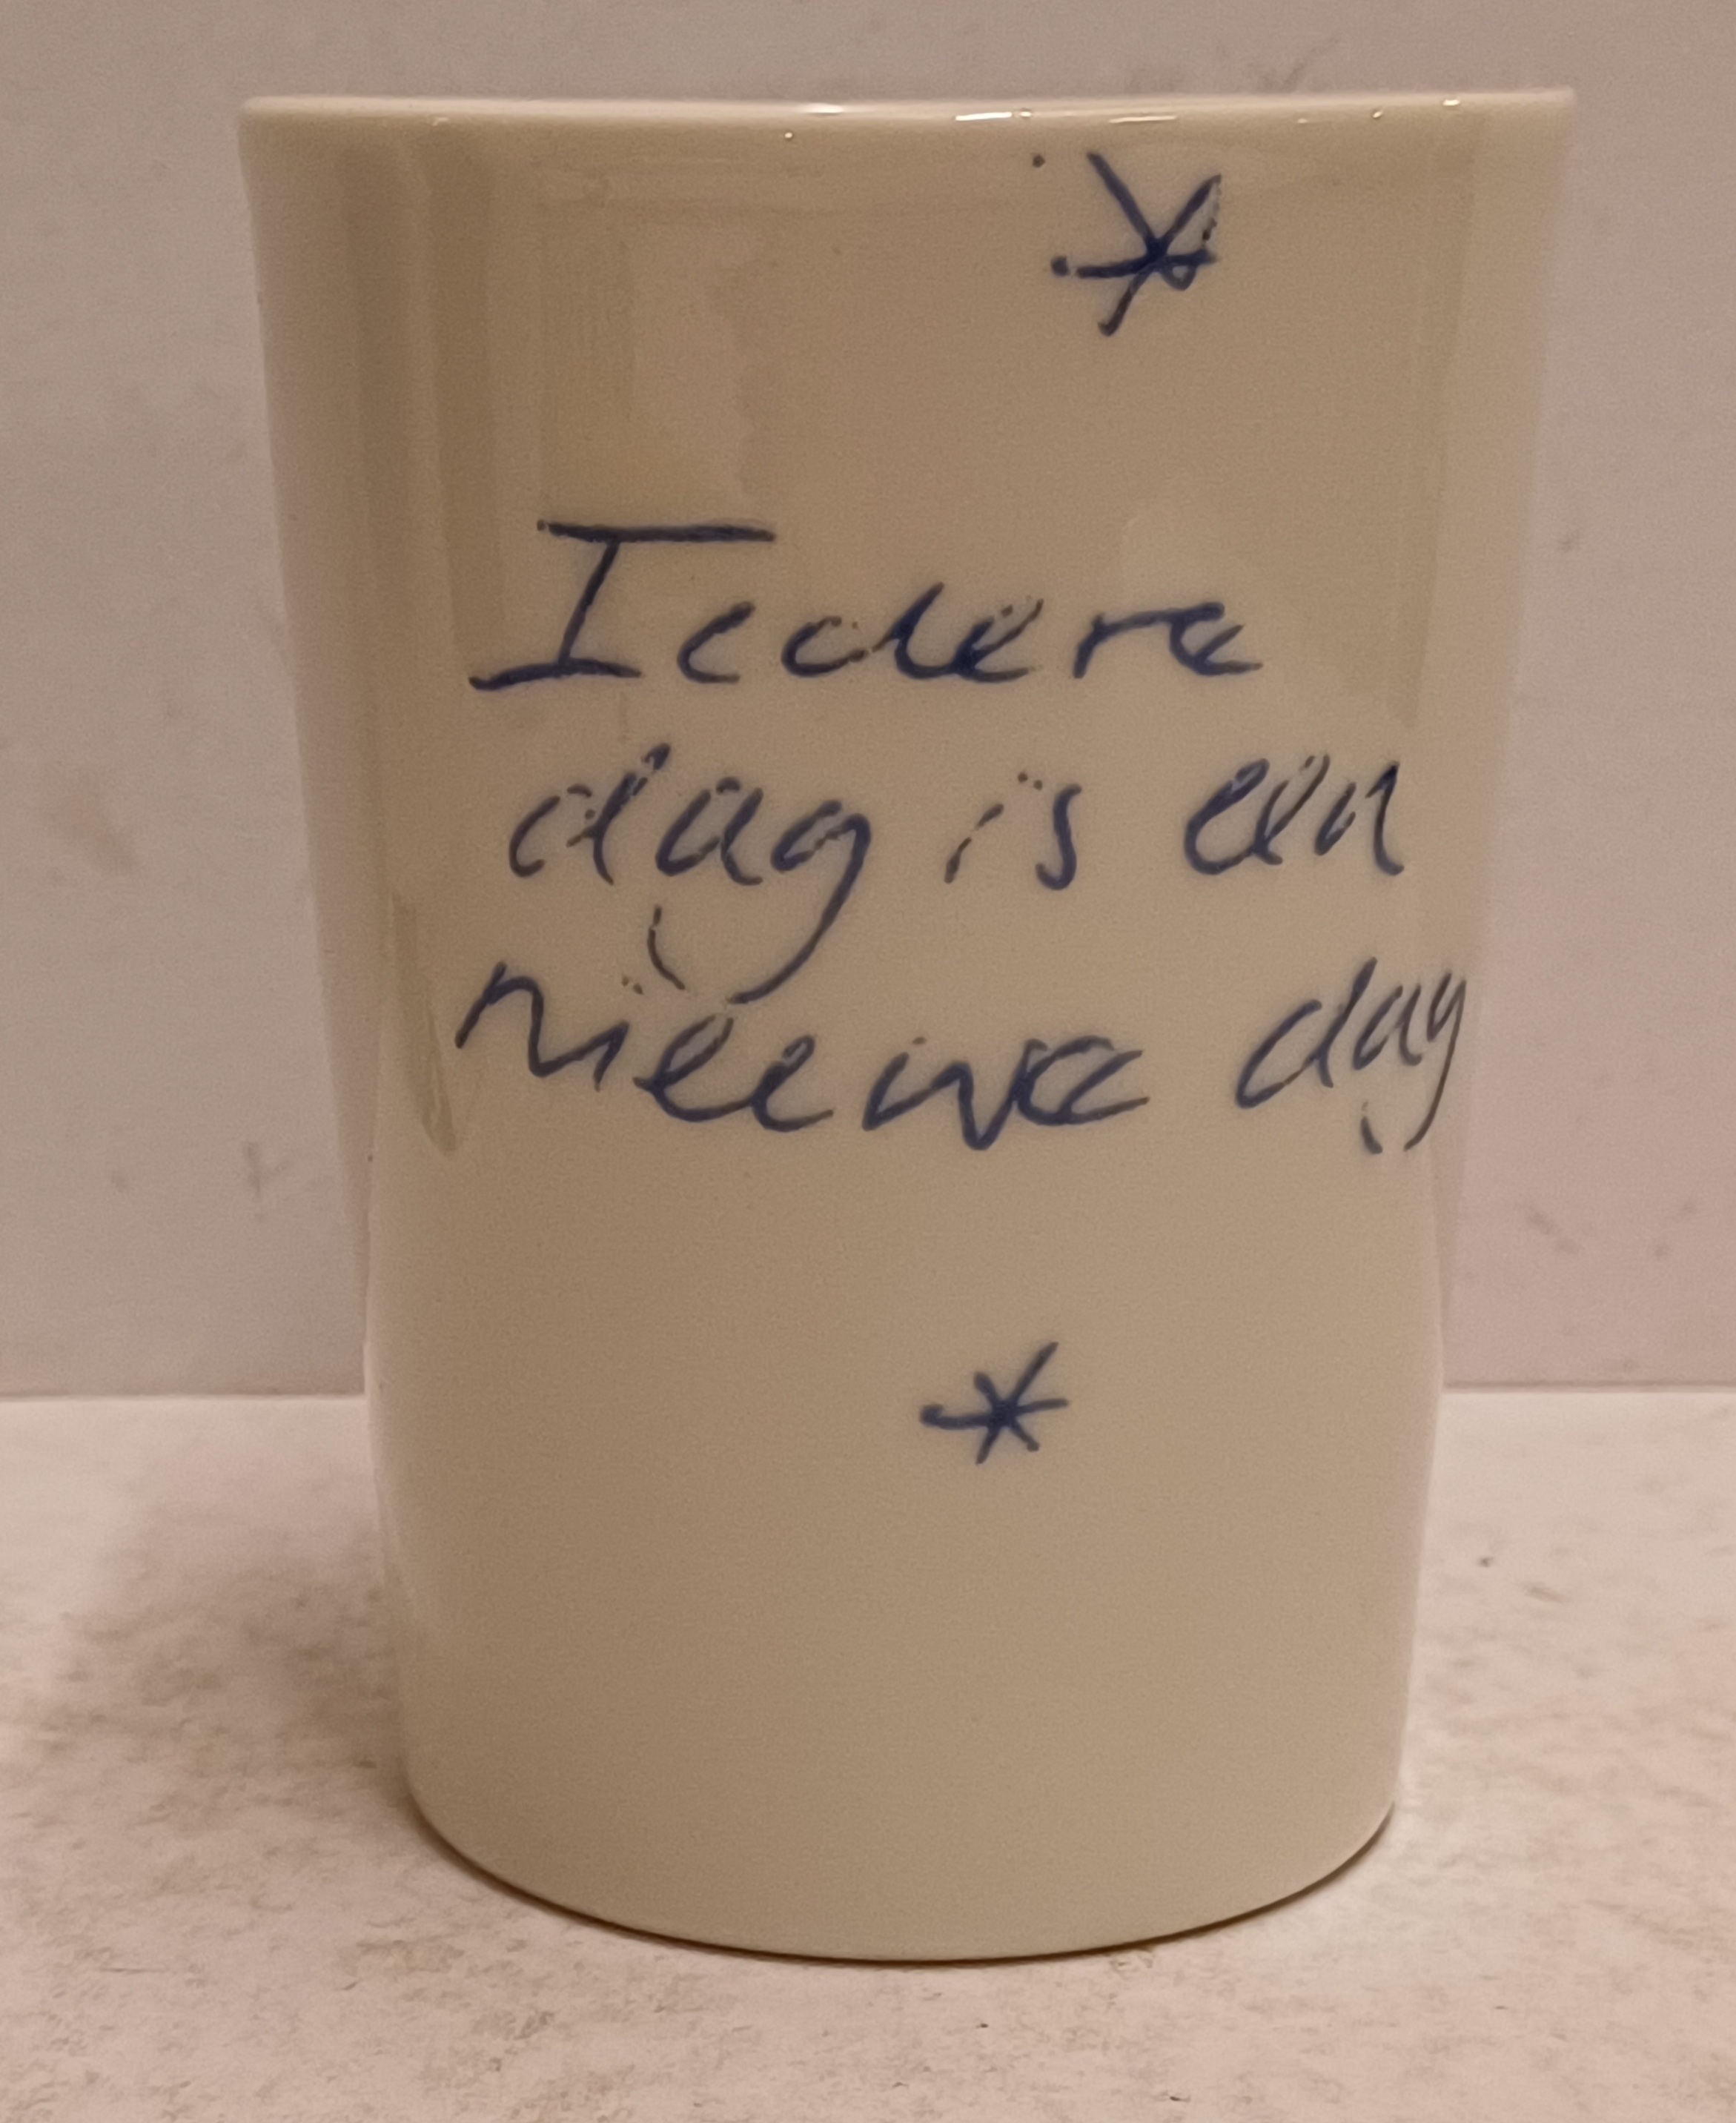 Iedere
dag is een
nieuwe dag